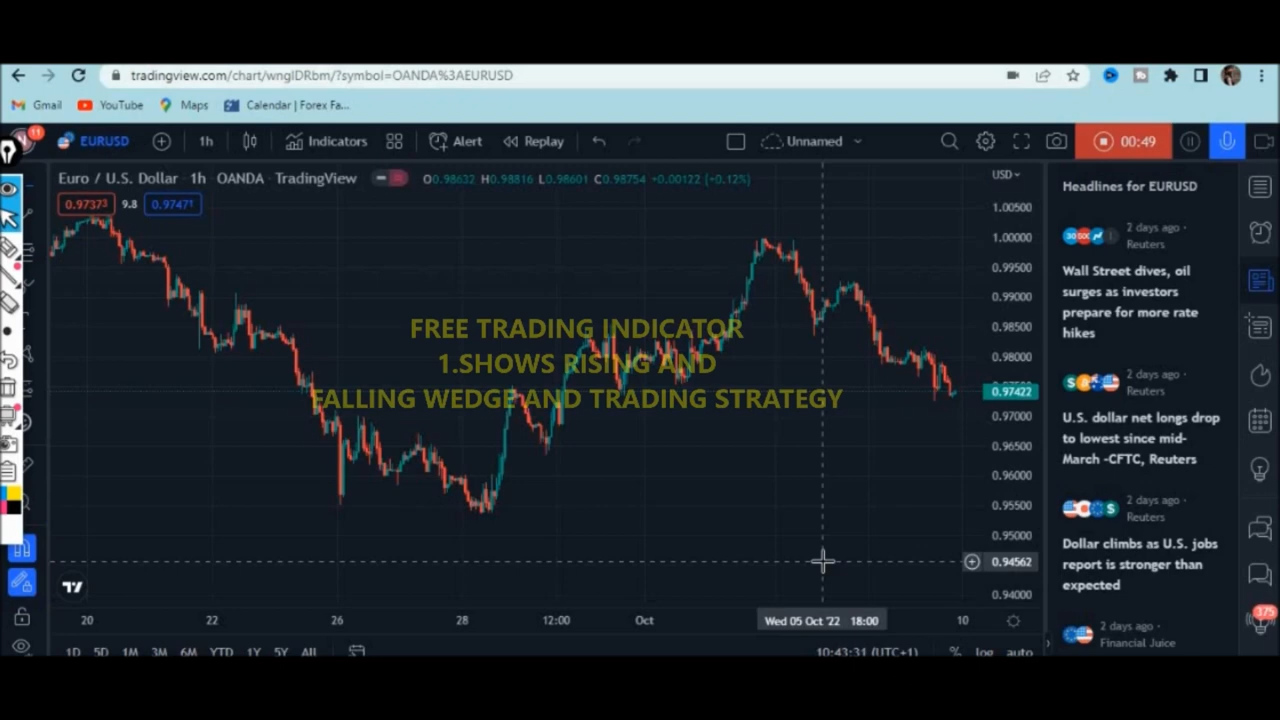 tradingview.com/chart/wngIDRbm/?symbol=OANDA%3AEURUSD
Gmail YouTube Maps Calendar | Forex Fa...
11 EURUSD 1h Indicators Alert Replay Unnamed 00:49
Euro / U.S. Dollar · 1h · OANDA · TradingView O0.98632 H0.98816 L0.98601 C0.98754 +0.00122 (+0.12%)
0.97373 9.8 0.97471
USD
1.00500
1.00000
0.99500
0.99000
0.98500
0.98000
0.97422
0.97000
0.96500
0.96000
0.95500
0.95000
0.94562
0.94000
FREE TRADING INDICATOR
1.SHOWS RISING AND
FALLING WEDGE AND TRADING STRATEGY
20 22 26 28 12:00 Oct Wed 05 Oct '22 18:00 10
1D 5D 1M 3M 6M YTD 1Y 5Y All 10:43:31 (UTC+1) % log auto
Headlines for EURUSD
2 days ago ·
Reuters
Wall Street dives, oil
surges as investors
prepare for more rate
hikes
2 days ago ·
Reuters
U.S. dollar net longs drop
to lowest since mid-
March -CFTC, Reuters
2 days ago ·
Reuters
Dollar climbs as U.S. jobs
report is stronger than
expected
2 days ago ·
Financial Juice
375